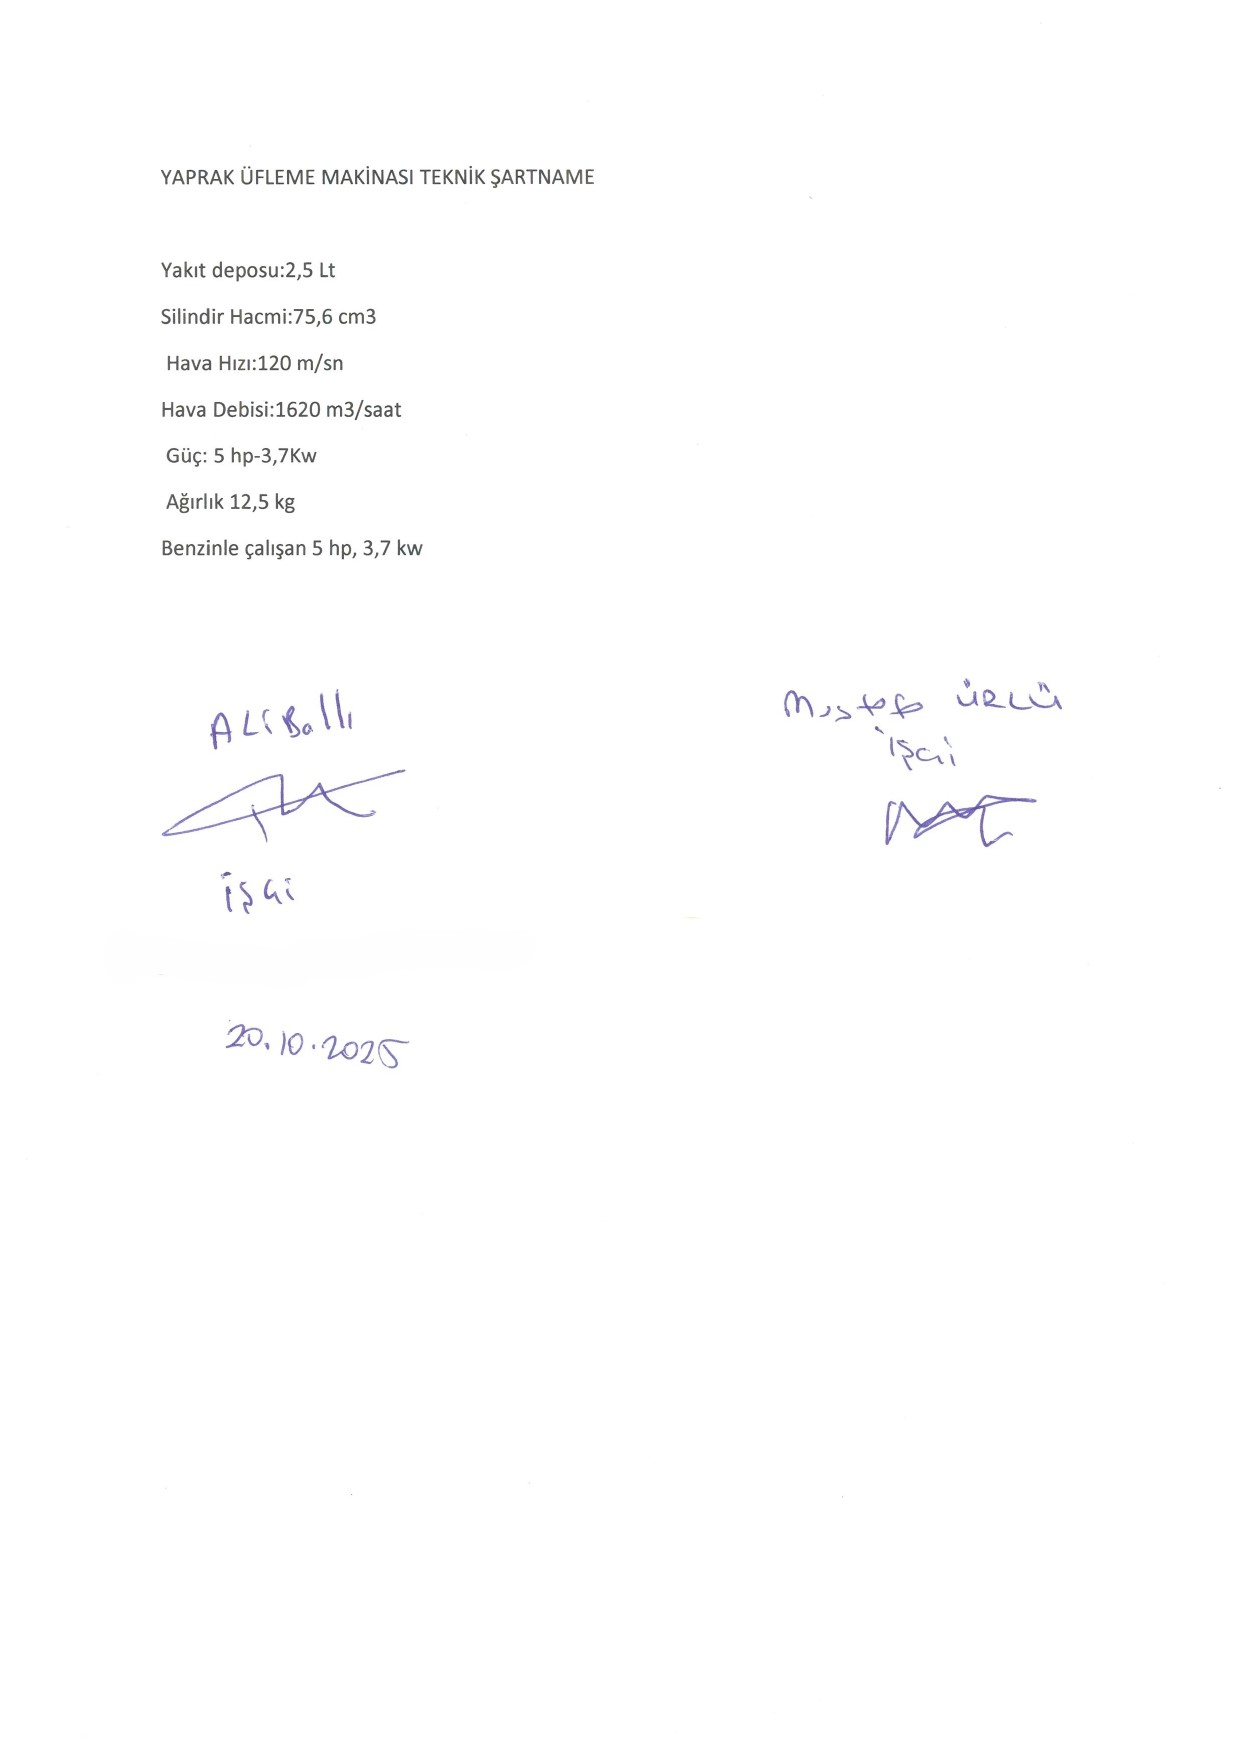 YAPRAK ÜFLEME MAKİNASI TEKNİK ŞARTNAME
Yakıt deposu:2,5 Lt
Silindir Hacmi:75,6 cm3
Hava Hızı:120 m/sn
Hava Debisi:1620 m3/saat
Güç: 5 hp-3,7Kw
Ağırlık 12,5 kg
Benzinle çalışan 5 hp, 3,7 kw
ALİ Ballı
İşçi
Mustafa ÜRLÜ
İşçi
20.10.2025